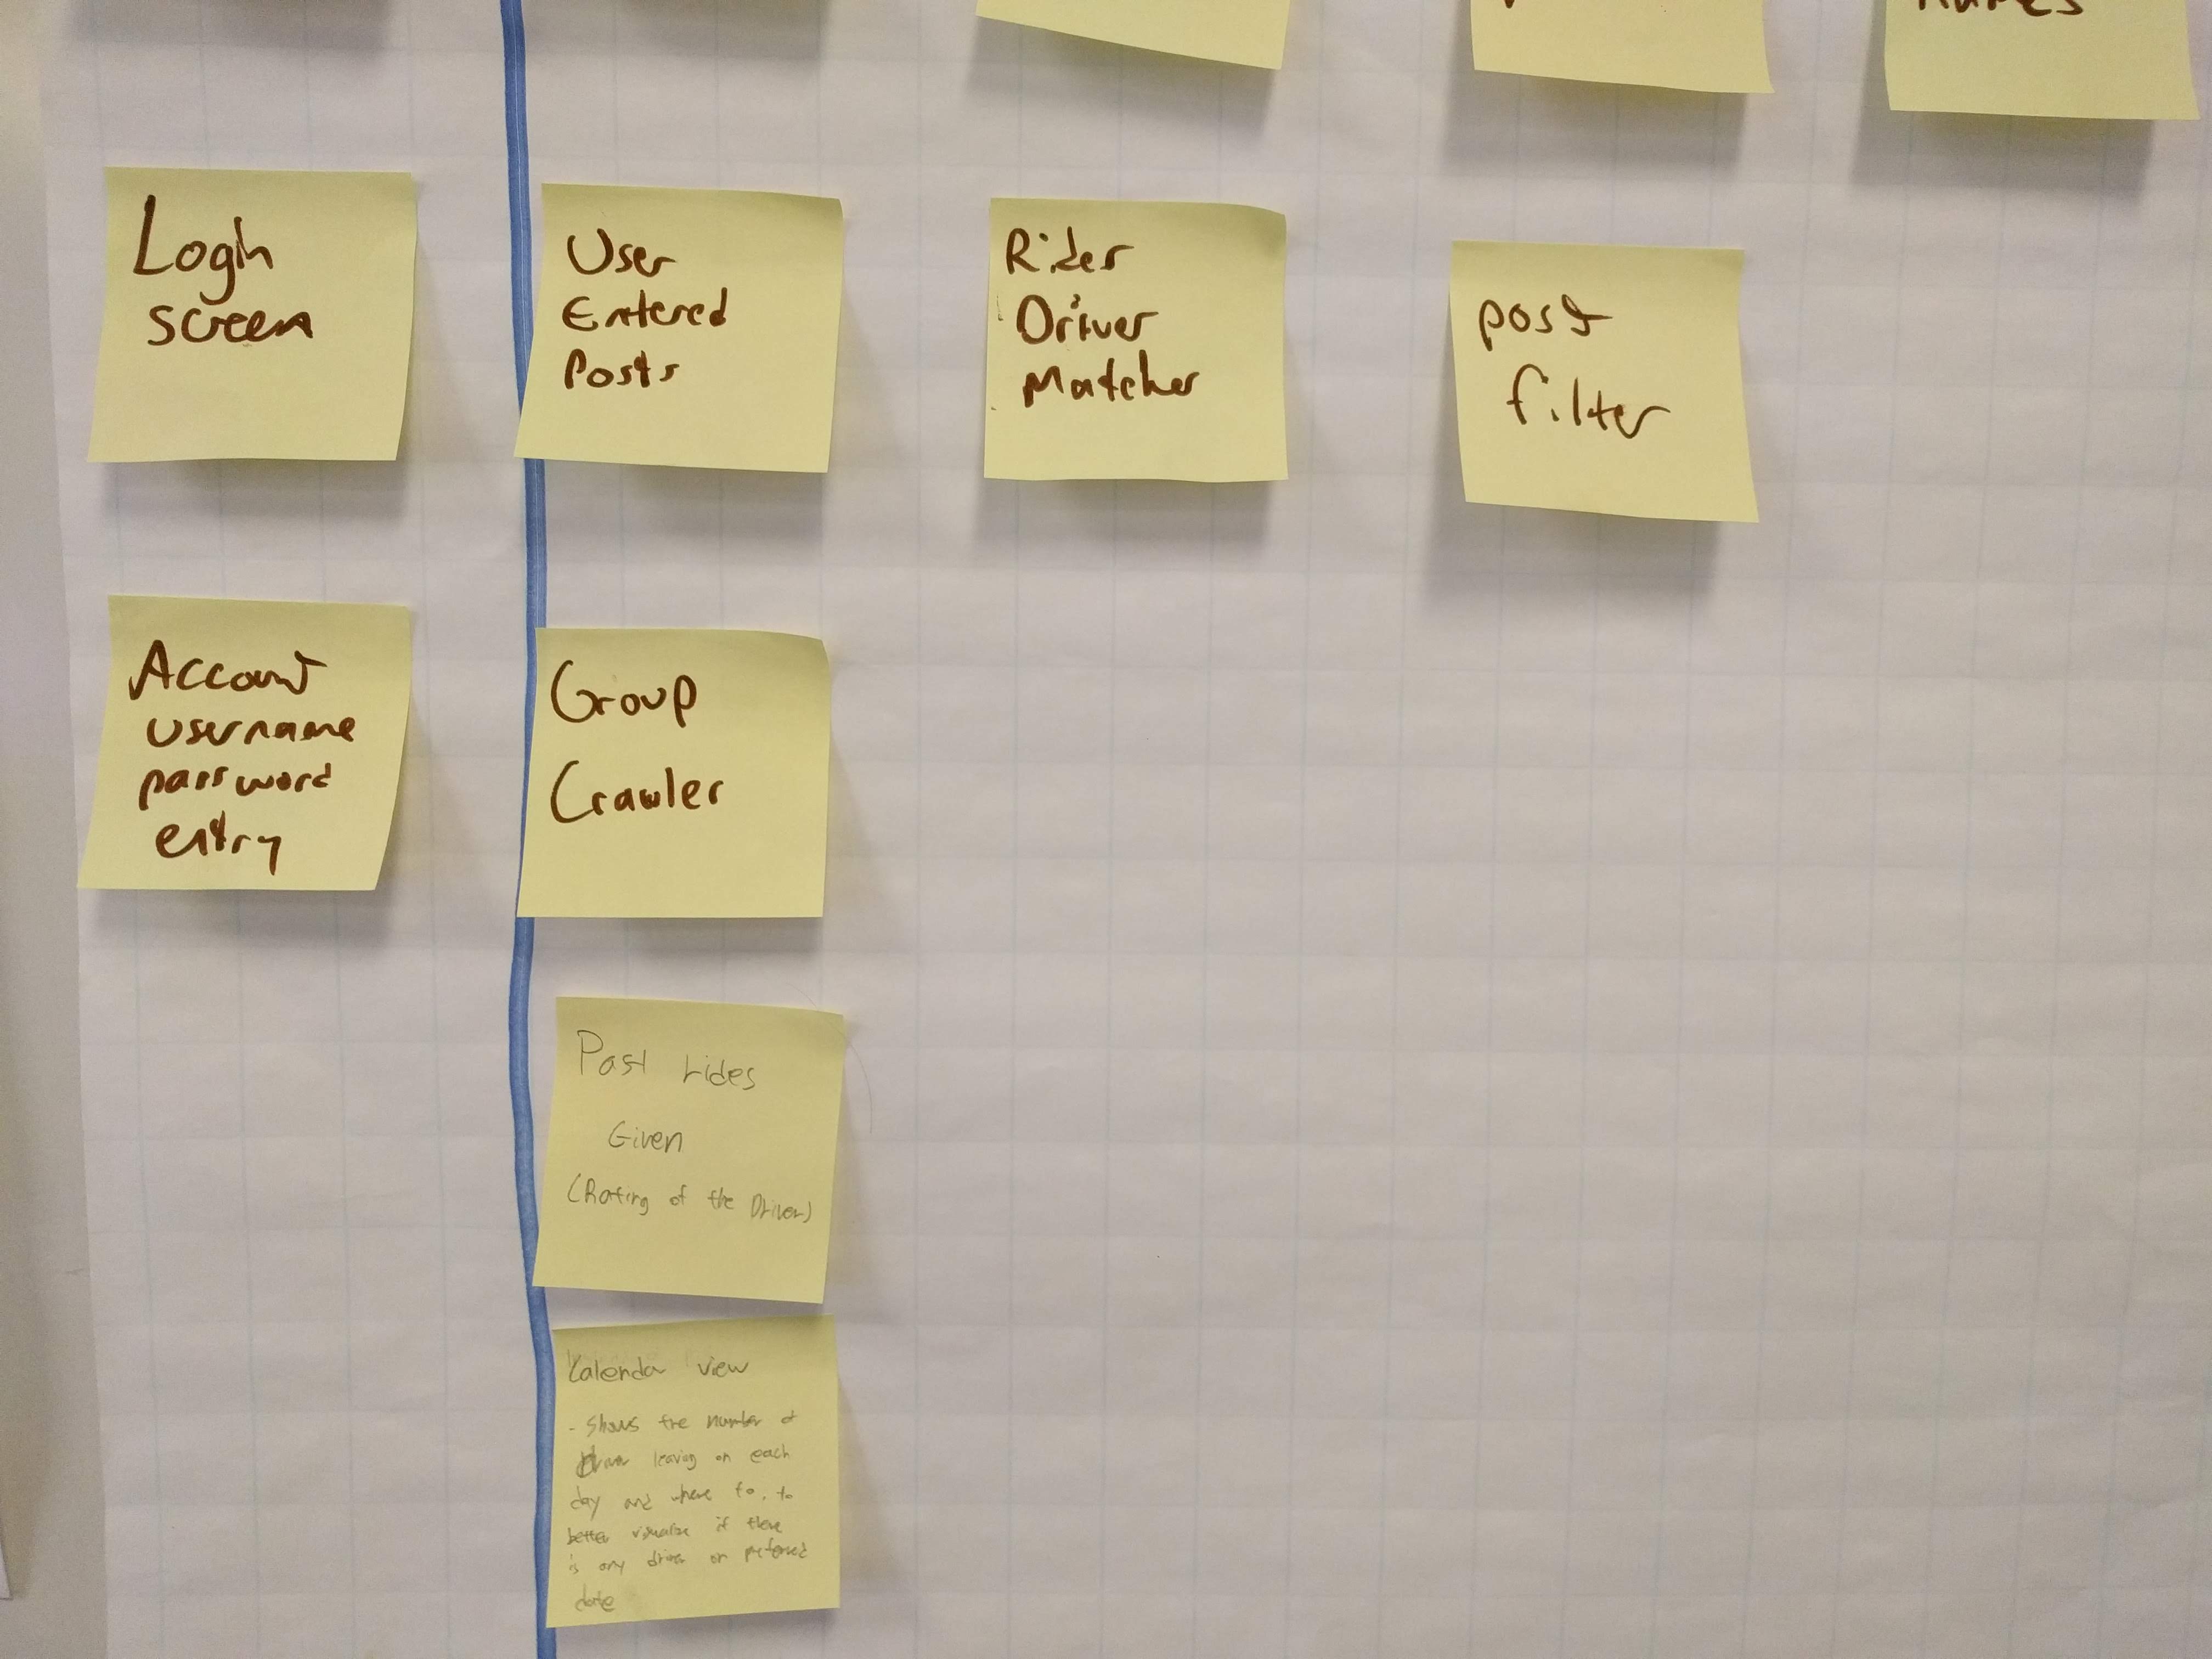 Login
screen
User
Entered
Posts
Rider
Driver
Matcher
post
filter
Account
username
password
entry
Group
Crawler
Past rides
Given
(Rating of the Driver)
Calendar view
- Shows the number of
leaving on each
day and where to, to
better visualize if there
is any driver on preferred
date